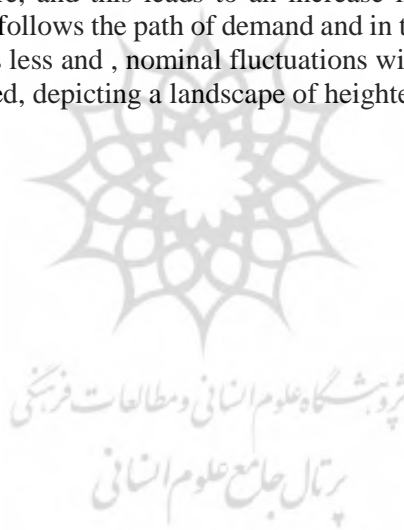 re, and this leads to an increase i
follows the path of demand and in t
s less and , nominal fluctuations wi
ed, depicting a landscape of heighte
پژوهشگاه علوم انسانی و مطالعات فرهنگی
پرتال جامع علوم انسانی